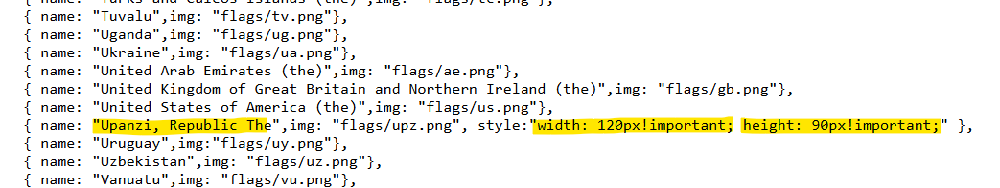 { name: "Turks and Caicos Islands (the)",img: "flags/tc.png"},
{ name: "Tuvalu",img: "flags/tv.png"},
{ name: "Uganda",img: "flags/ug.png"},
{ name: "Ukraine",img: "flags/ua.png"},
{ name: "United Arab Emirates (the)",img: "flags/ae.png"},
{ name: "United Kingdom of Great Britain and Northern Ireland (the)",img: "flags/gb.png"},
{ name: "United States of America (the)",img: "flags/us.png"},
{ name: "Upanzi, Republic The",img: "flags/upz.png", style:"width: 120px!important; height: 90px!important;" },
{ name: "Uruguay",img:"flags/uy.png"},
{ name: "Uzbekistan",img: "flags/uz.png"},
{ name: "Vanuatu",img: "flags/vu.png"},